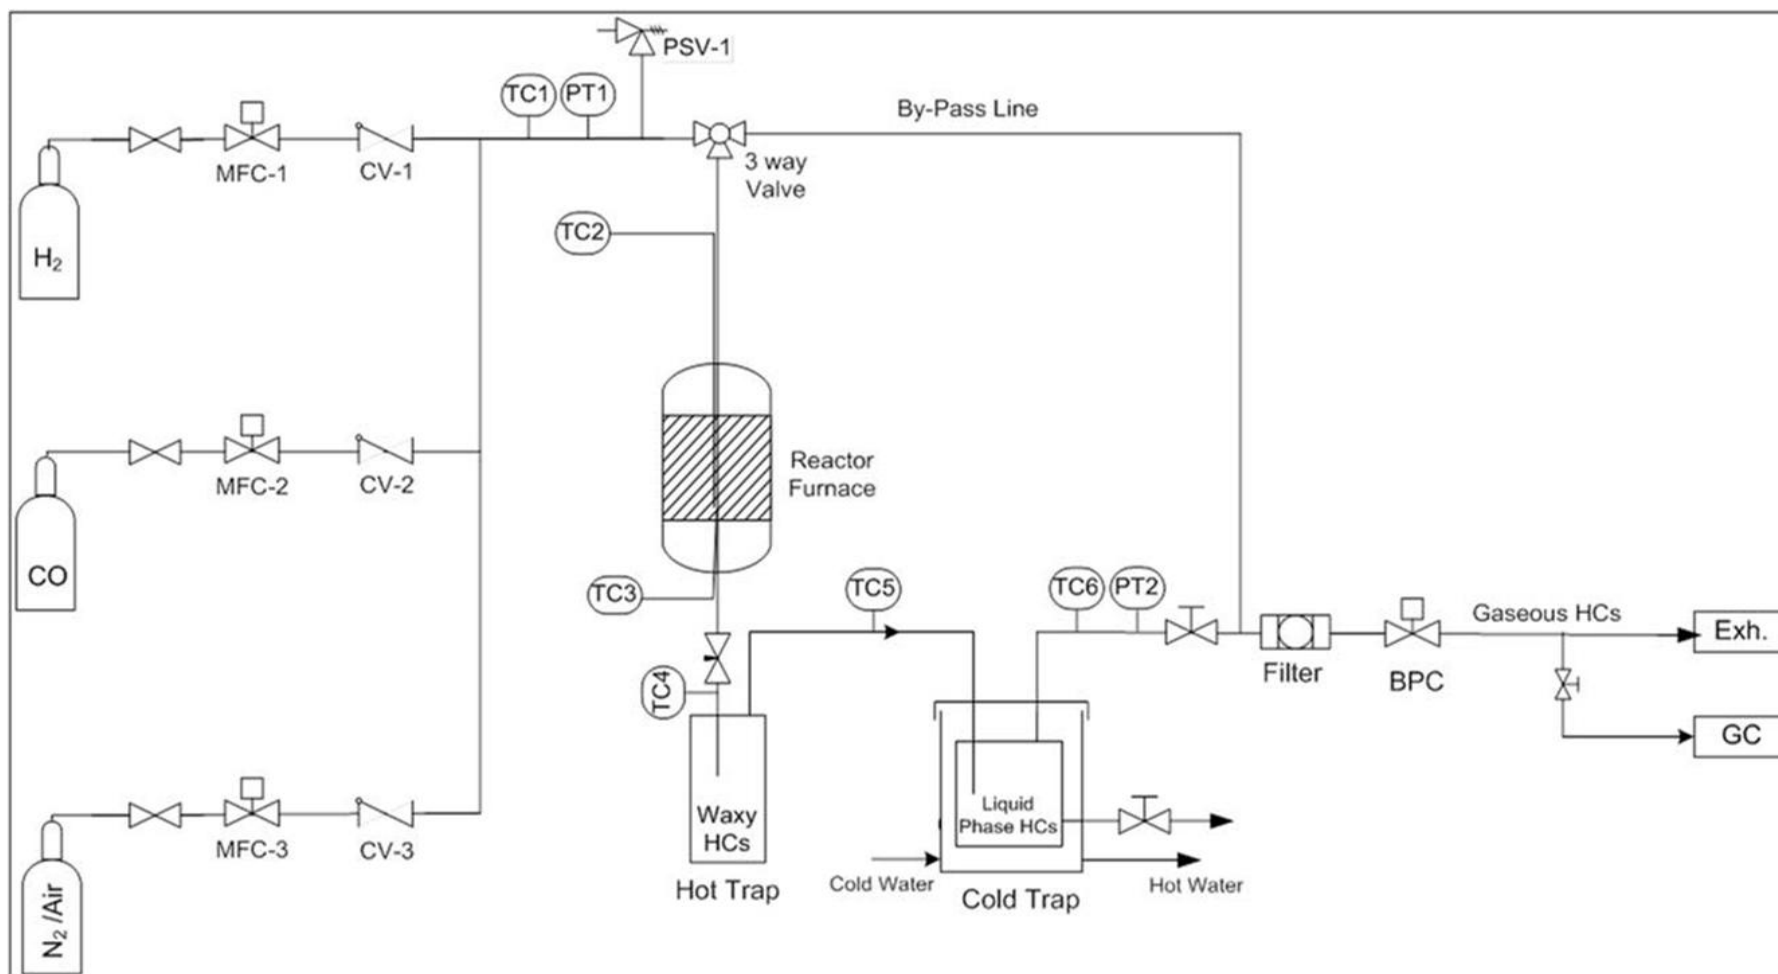 PSV-1
TC1
PT1
By-Pass Line
MFC-1
CV-1
3 way
Valve
TC2
H₂
Reactor
Furnace
MFC-2
CV-2
CO
TC3
TC5
TC6
PT2
Gaseous HCs
Exh.
Filter
BPC
TC4
GC
Waxy
HCs
Liquid
Phase HCs
MFC-3
CV-3
Hot Trap
Cold Water
Cold Trap
Hot Water
N₂/Air